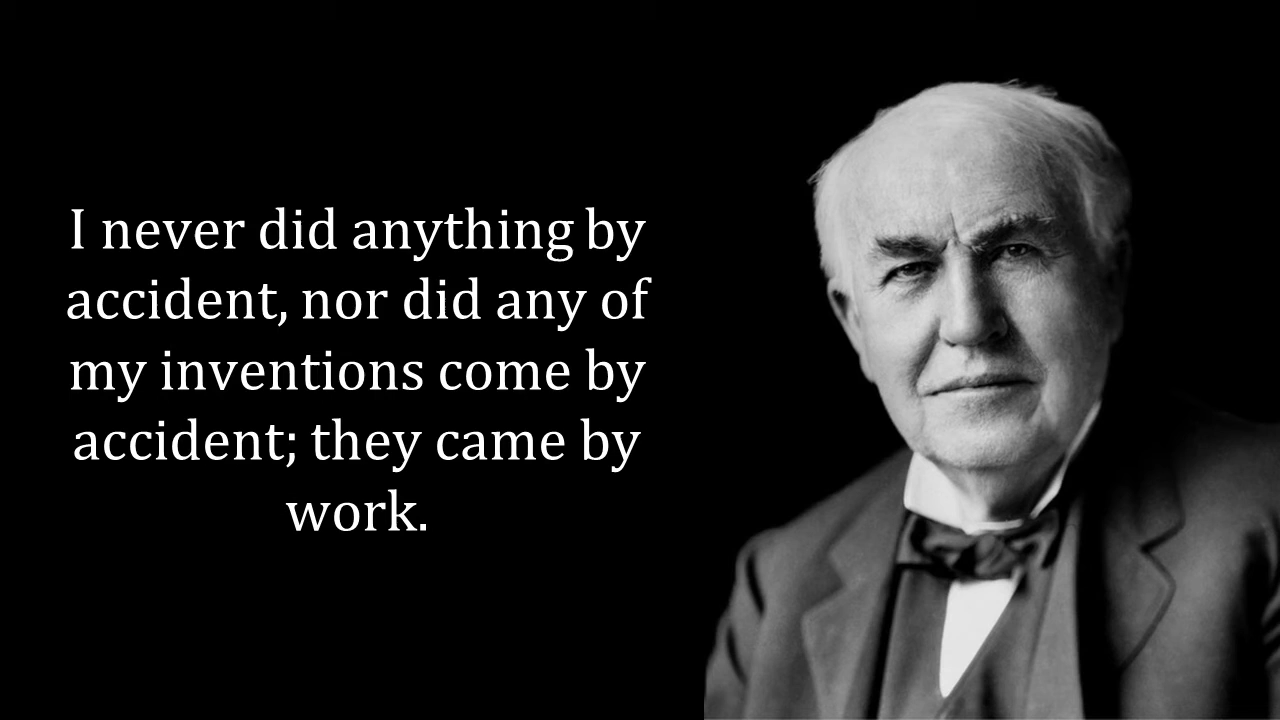 I never did anything by
accident, nor did any of
my inventions come by
accident; they came by
work.